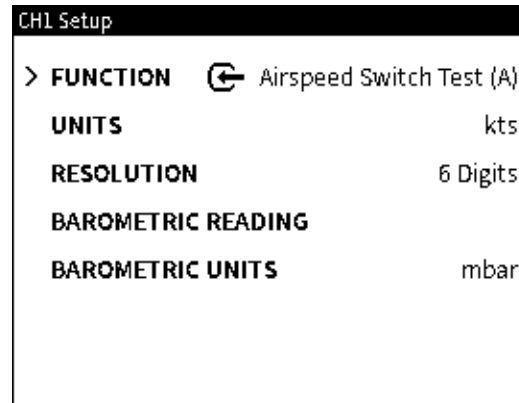 CH1 Setup
> FUNCTION Airspeed Switch Test (A)
UNITS kts
RESOLUTION 6 Digits
BAROMETRIC READING
BAROMETRIC UNITS mbar